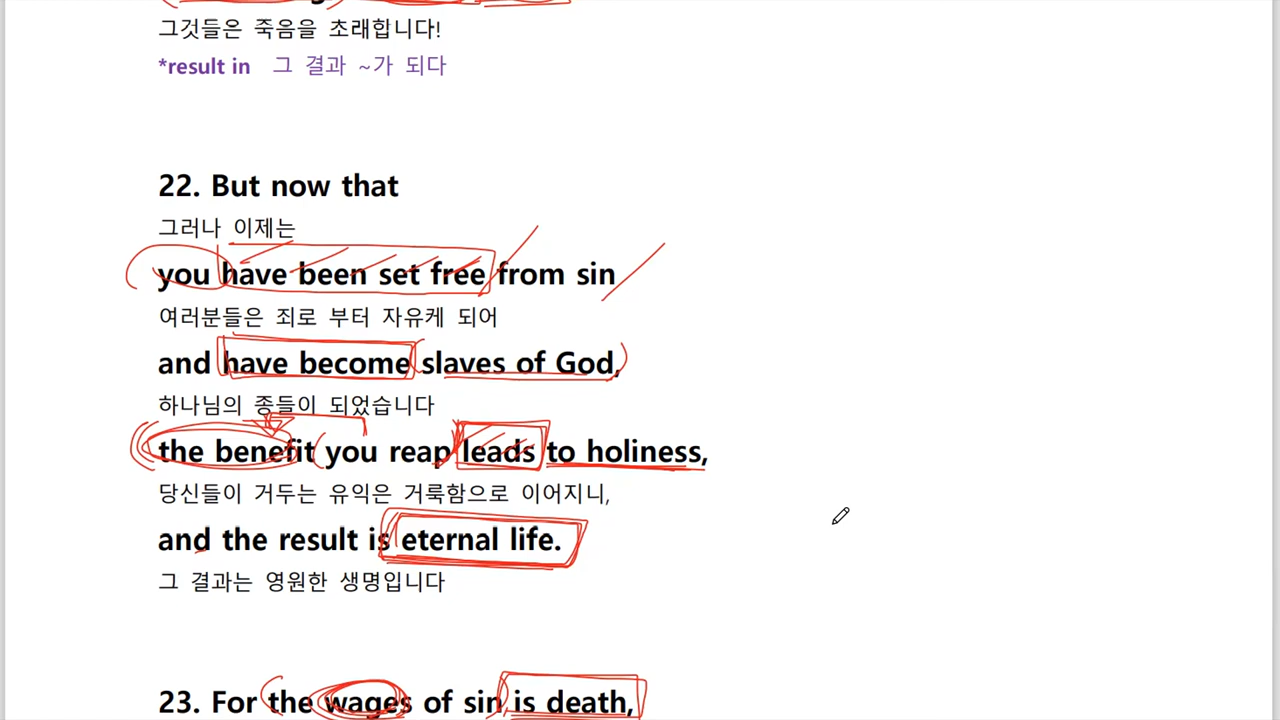 그것들은 죽음을 초래합니다!
*result in 그 결과 ~가 되다
22. But now that
그러나 이제는
you have been set free from sin
여러분들은 죄로 부터 자유케 되어
and have become slaves of God,
하나님의 종들이 되었습니다
the benefit you reap leads to holiness,
당신들이 거두는 유익은 거룩함으로 이어지니,
and the result is eternal life.
그 결과는 영원한 생명입니다
23. For the wages of sin is death,